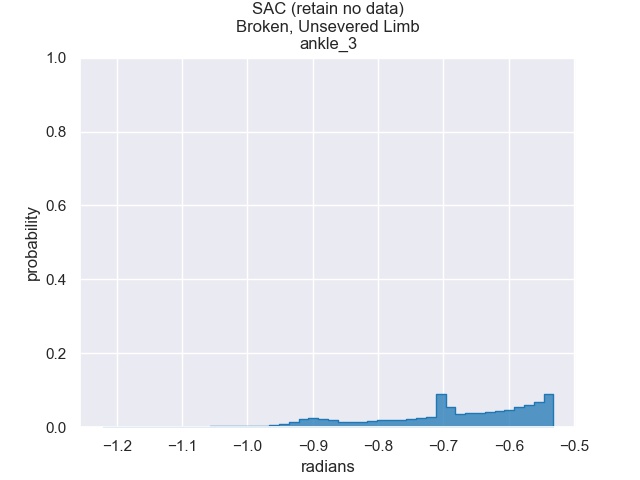 SAC (retain no data)
Broken, Unsevered Limb
ankle_3
1.0
0.8
0.6
0.4
0.2
0.0
probability
−1.2 −1.1 −1.0 −0.9 −0.8 −0.7 −0.6 −0.5
radians